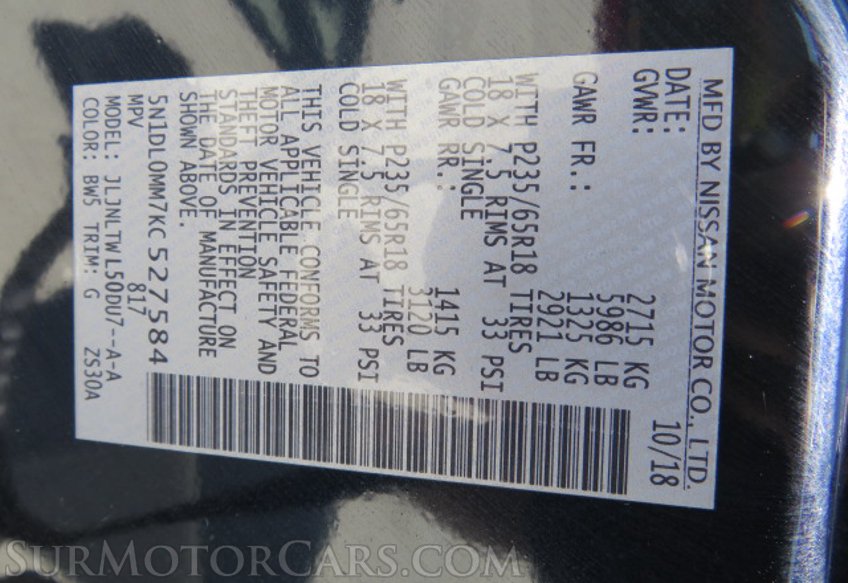 MFD BY NISSAN MOTOR CO., LTD.
DATE: 10/18
GVWR: 2715 KG
5986 LB
GAWR FR.: 1325 KG
2921 LB
WITH P235/65R18 TIRES
18 X 7.5 RIMS AT 33 PSI
COLD SINGLE
GAWR RR.: 1415 KG
3120 LB
WITH P235/65R18 TIRES
18 X 7.5 RIMS AT 33 PSI
COLD SINGLE
THIS VEHICLE CONFORMS TO
ALL APPLICABLE FEDERAL
MOTOR VEHICLE SAFETY AND
THEFT PREVENTION
STANDARDS IN EFFECT ON
THE DATE OF MANUFACTURE
SHOWN ABOVE.
5N1DL0MM7KC527584
MPV 817
MODEL: JLJNLTWL50DU7--A-A
COLOR: BW5 TRIM: G ZS30A
SURMOTORCARS.COM